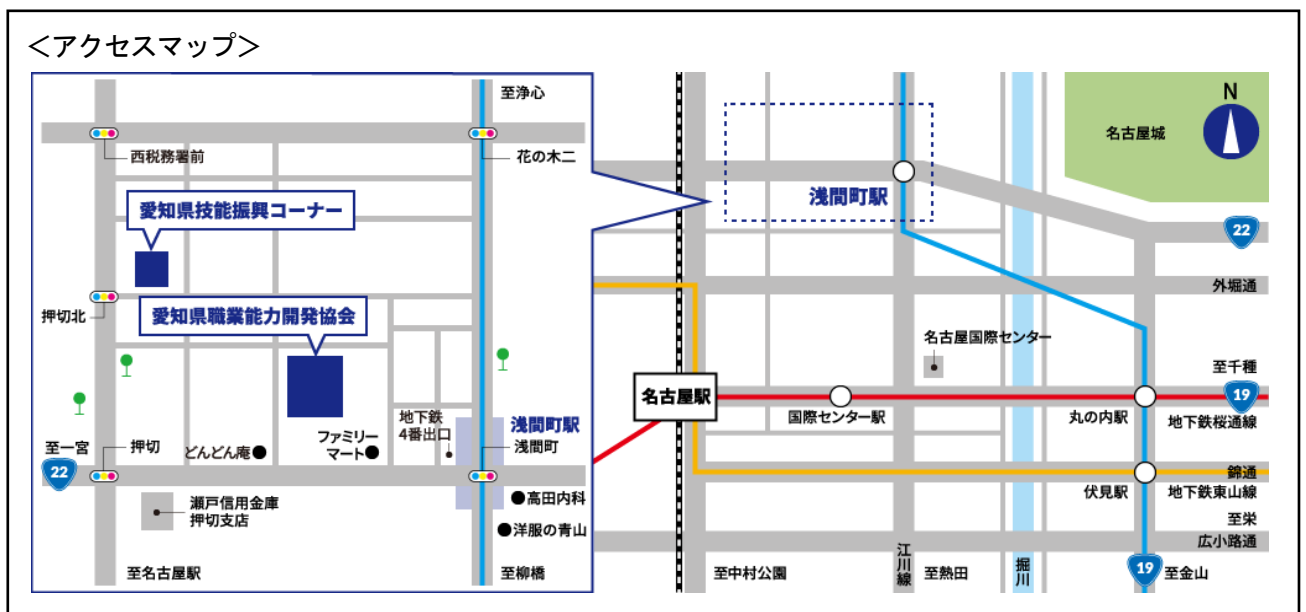 ＜アクセスマップ＞
至浄心
西税務署前
花の木二
愛知県技能振興コーナー
押切北
愛知県職業能力開発協会
地下鉄
4番出口
浅間町駅
浅間町
至一宮
22
押切
どんどん庵
ファミリー
マート
瀬戸信用金庫
押切支店
高田内科
洋服の青山
至名古屋駅
至柳橋
N
名古屋城
浅間町駅
22
外堀通
名古屋国際センター
至千種
名古屋駅
19
国際センター駅
丸の内駅
地下鉄桜通線
錦通
伏見駅
地下鉄東山線
至栄
広小路通
至中村公園
江川線
至熱田
堀川
19
至金山